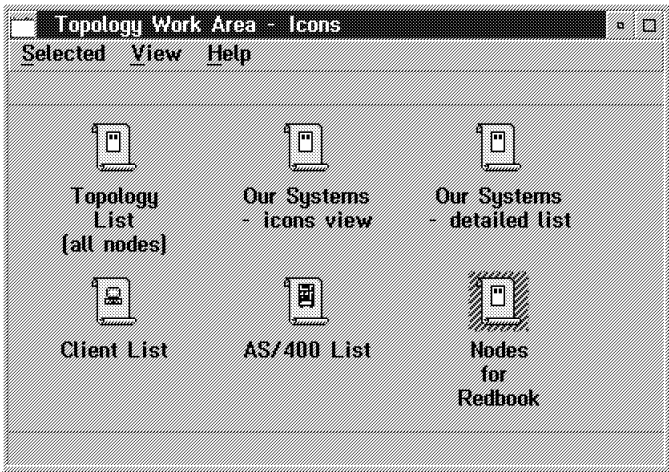 Topology Work Area - Icons
Selected View Help
Topology
List
(all nodes)
Our Systems
- icons view
Our Systems
- detailed list
Client List
AS/400 List
Nodes
for
Redbook